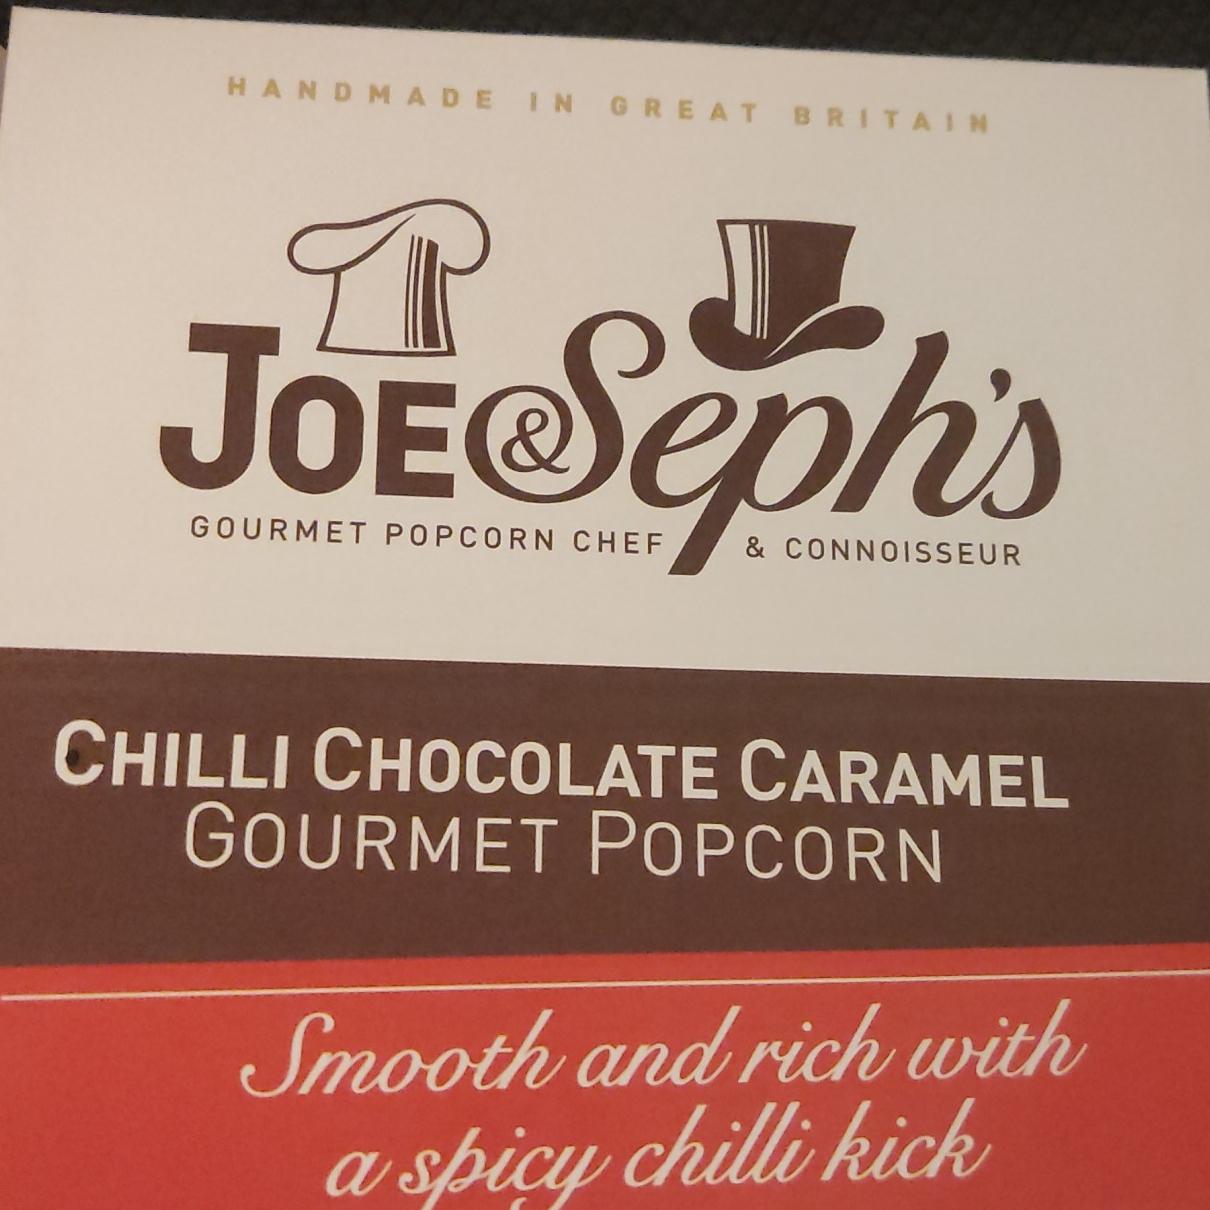 HANDMADE IN GREAT BRITAIN
JOE & Seph's
GOURMET POPCORN CHEF & CONNOISSEUR
CHILLI CHOCOLATE CARAMEL
GOURMET POPCORN
Smooth and rich with
a spicy chilli kick